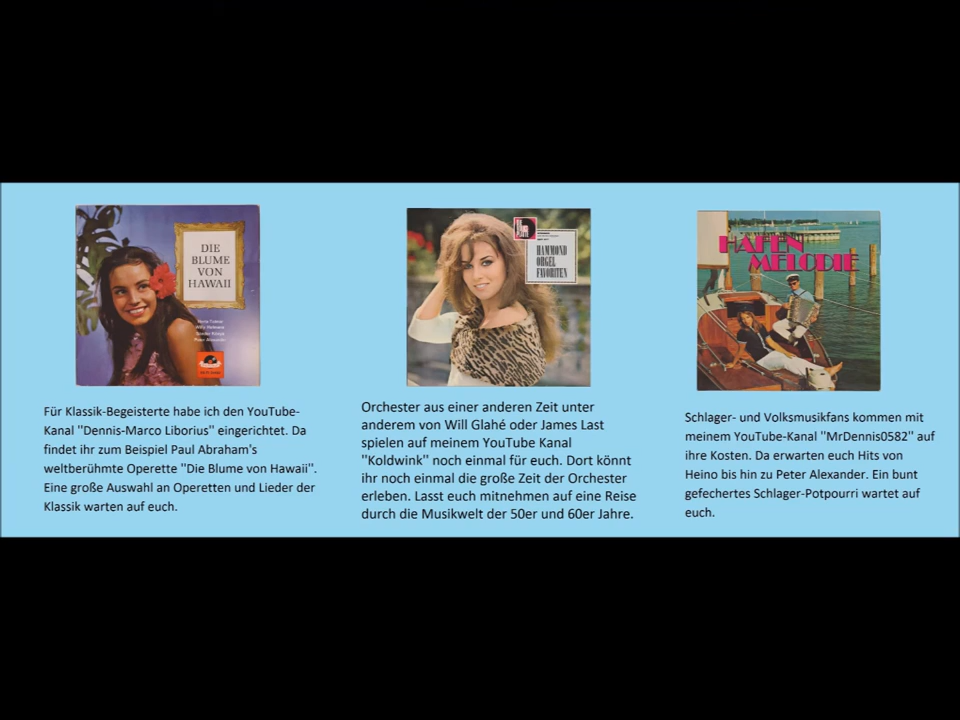 DIE
BLUME
VON
HAWAII
HAMMOND
ORGEL
FAVORITEN
HAFEN
MELODIE
Für Klassik-Begeisterte habe ich den YouTube-
Kanal "Dennis-Marco Liborius" eingerichtet. Da
findet ihr zum Beispiel Paul Abraham's
weltberühmte Operette "Die Blume von Hawaii".
Eine große Auswahl an Operetten und Lieder der
Klassik warten auf euch.
Orchester aus einer anderen Zeit unter
anderem von Will Glahé oder James Last
spielen auf meinem YouTube Kanal
"Koldwink" noch einmal für euch. Dort könnt
ihr noch einmal die große Zeit der Orchester
erleben. Lasst euch mitnehmen auf eine Reise
durch die Musikwelt der 50er und 60er Jahre.
Schlager- und Volksmusikfans kommen mit
meinem YouTube-Kanal "MrDennis0582" auf
ihre Kosten. Da erwarten euch Hits von
Heino bis hin zu Peter Alexander. Ein bunt
gefechertes Schlager-Potpourri wartet auf
euch.